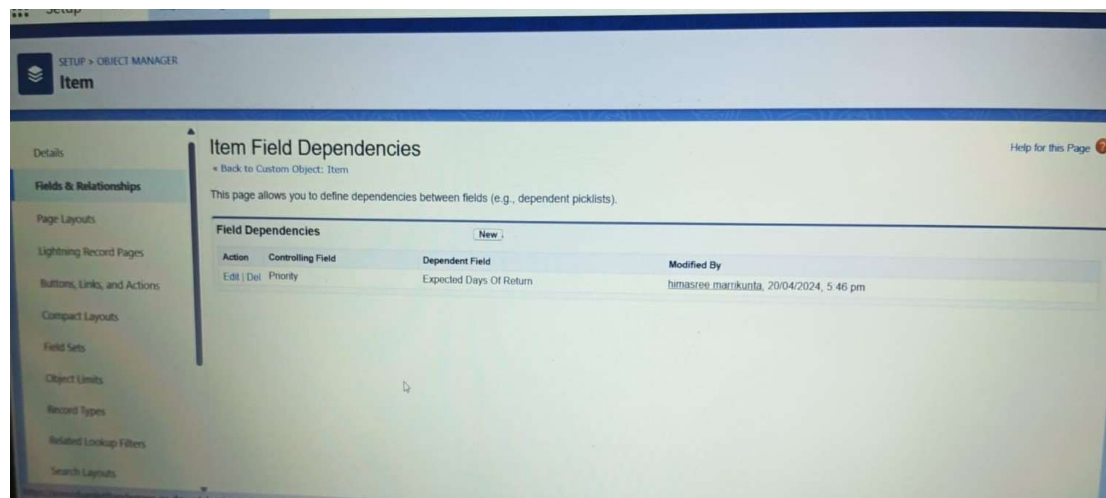 Setup
SETUP > OBJECT MANAGER
Item
Details
Fields & Relationships
Page Layouts
Lightning Record Pages
Buttons, Links, and Actions
Compact Layouts
Field Sets
Object Limits
Record Types
Related Lookup Filters
Search Layouts
Item Field Dependencies
Help for this Page ?
« Back to Custom Object: Item
This page allows you to define dependencies between fields (e.g., dependent picklists).
Field Dependencies New
Action Controlling Field Dependent Field Modified By
Edit | Del Priority Expected Days Of Return himasree marrikunta, 20/04/2024, 5:46 pm